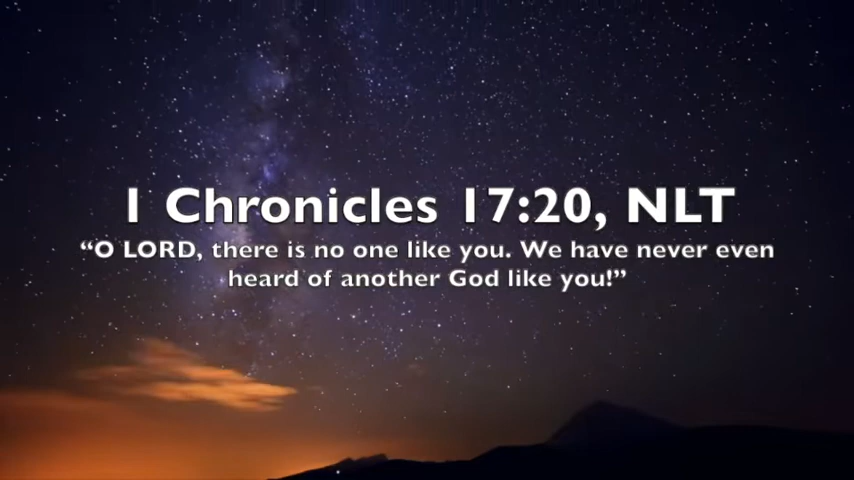 1 Chronicles 17:20, NLT
“O LORD, there is no one like you. We have never even
heard of another God like you!”